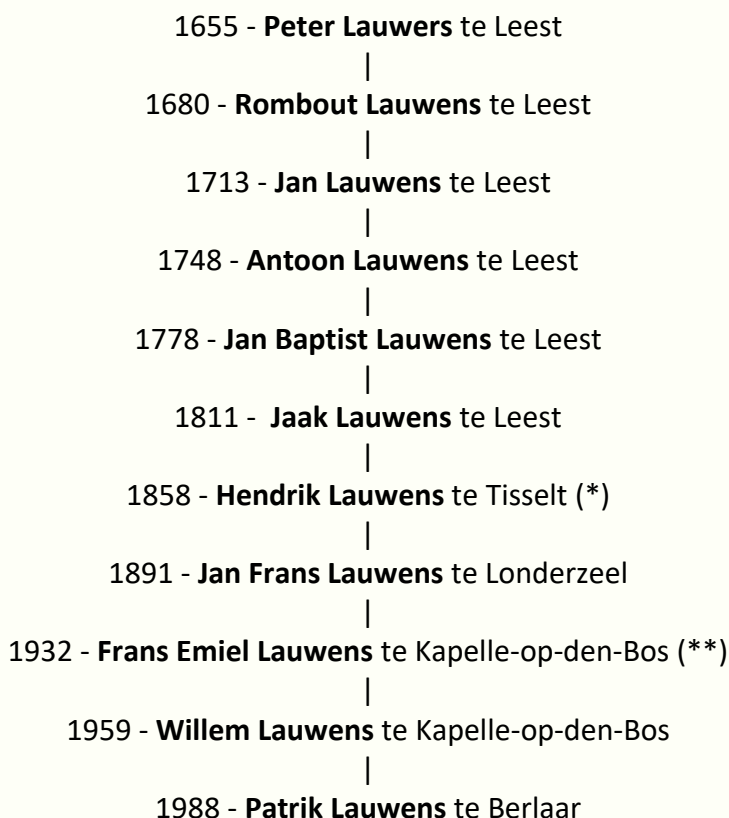 1655 - Peter Lauwers te Leest
|
1680 - Rombout Lauwens te Leest
|
1713 - Jan Lauwens te Leest
|
1748 - Antoon Lauwens te Leest
|
1778 - Jan Baptist Lauwens te Leest
|
1811 - Jaak Lauwens te Leest
|
1858 - Hendrik Lauwens te Tisselt (*)
|
1891 - Jan Frans Lauwens te Londerzeel
|
1932 - Frans Emiel Lauwens te Kapelle-op-den-Bos (**)
|
1959 - Willem Lauwens te Kapelle-op-den-Bos
|
1988 - Patrik Lauwens te Berlaar